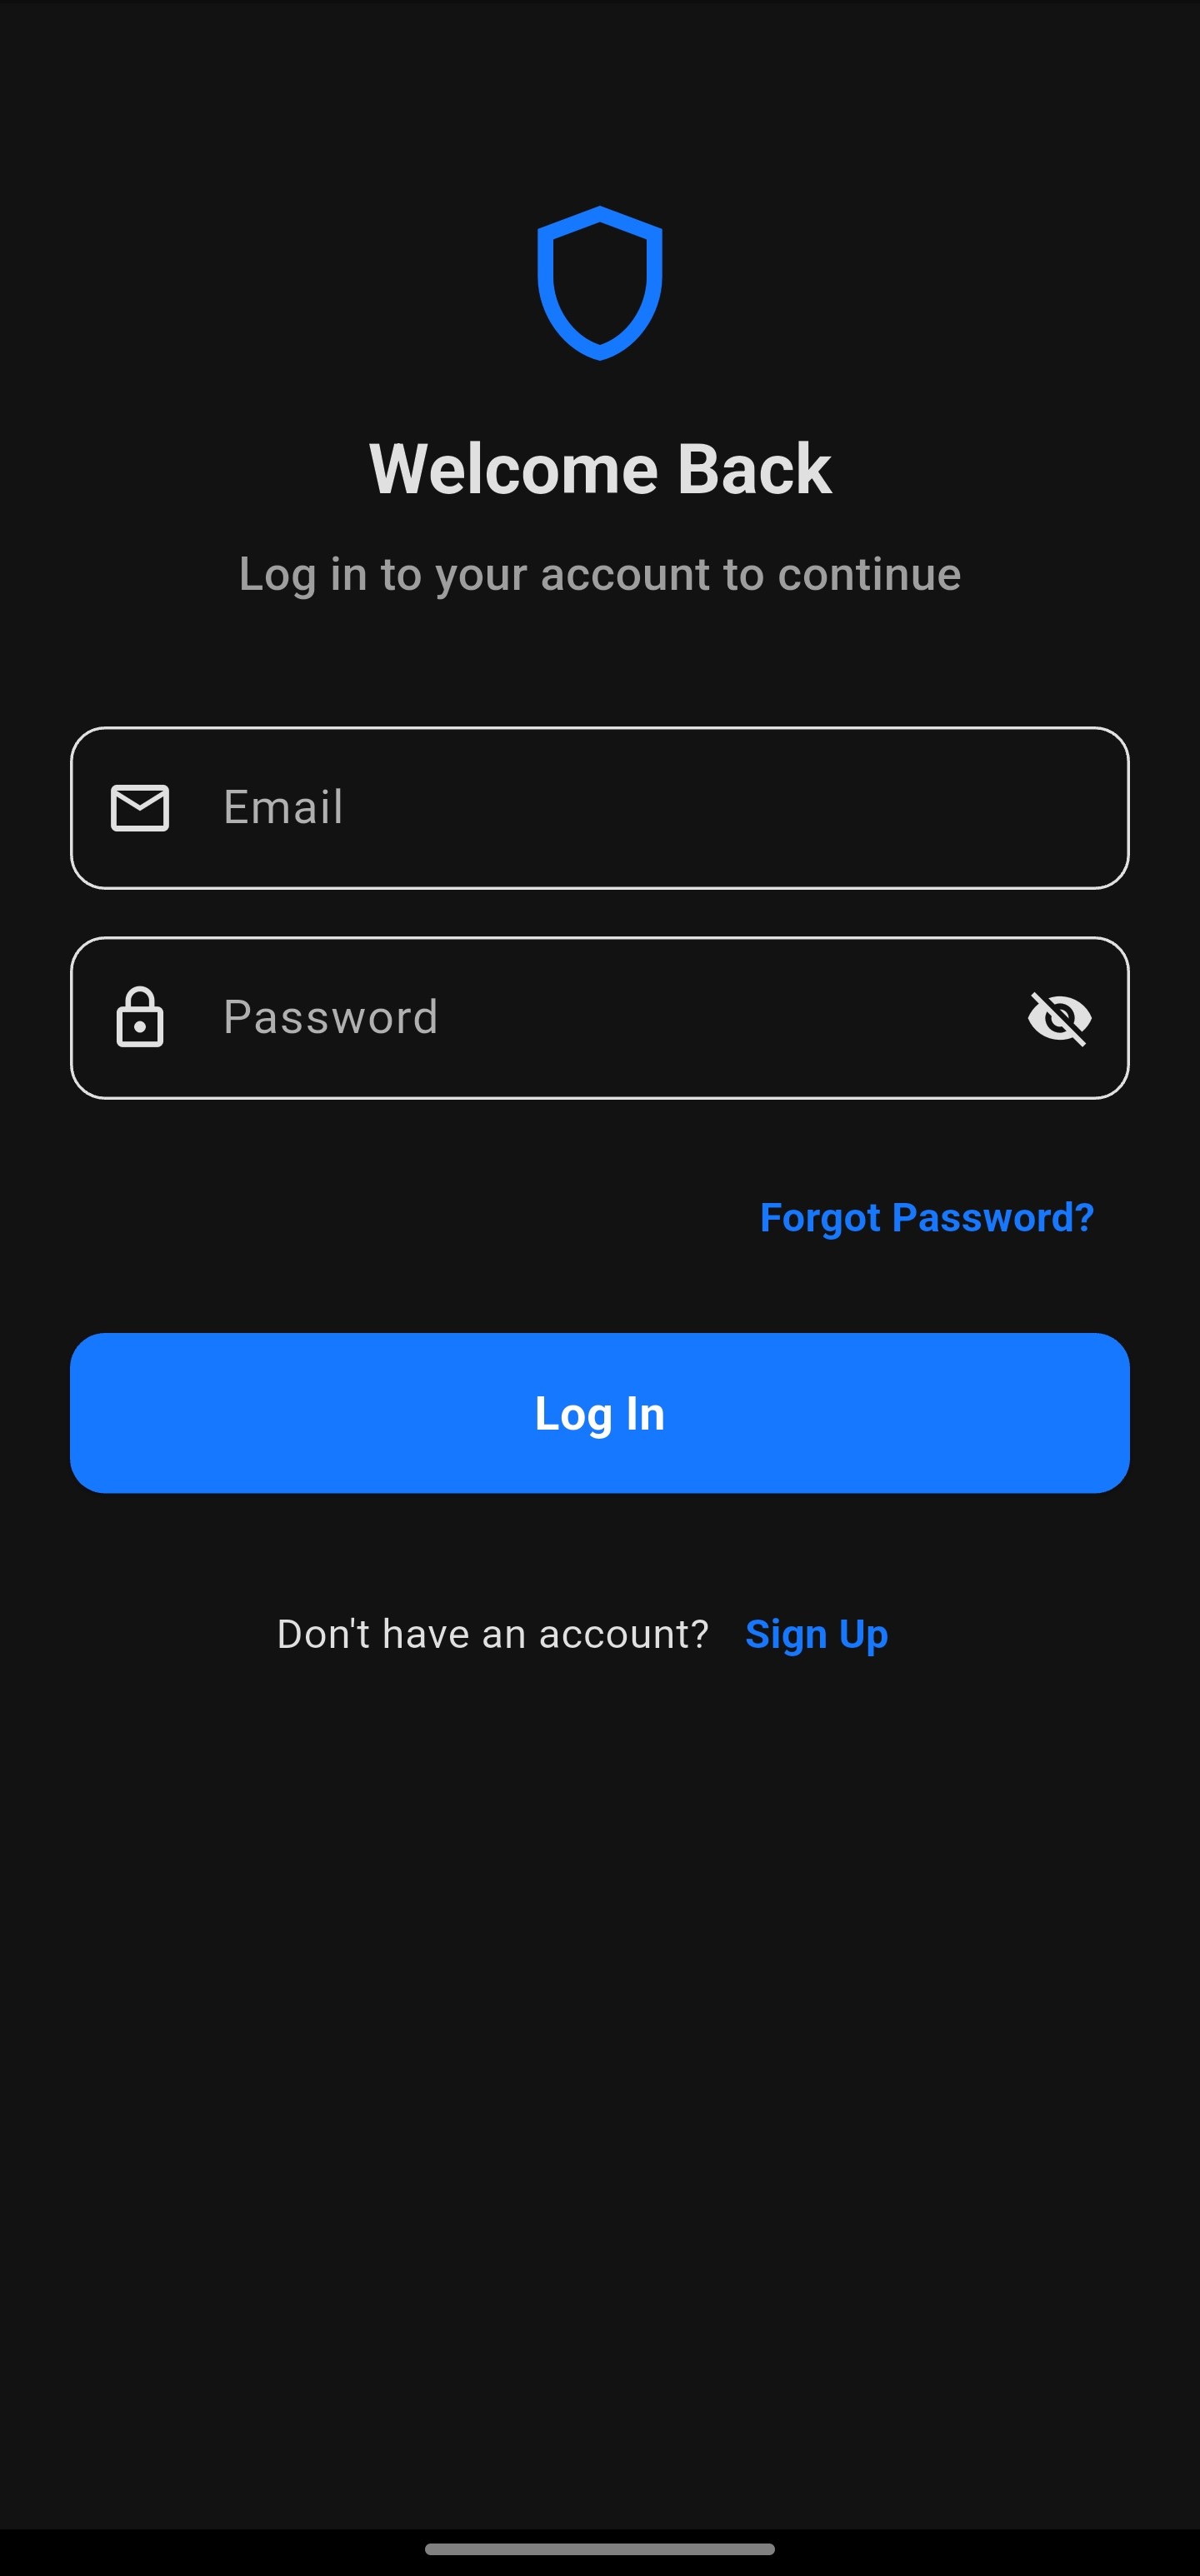 Welcome Back
Log in to your account to continue
Email
Password
Forgot Password?
Log In
Don't have an account? Sign Up